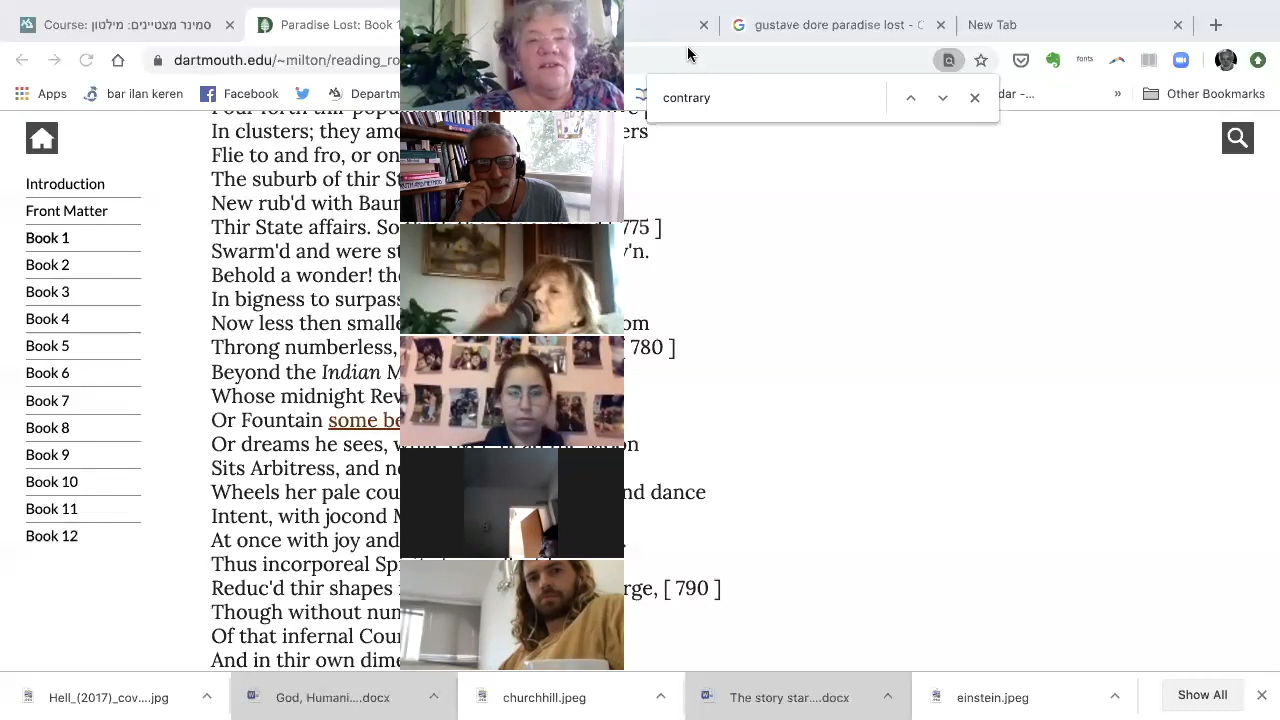 Course: סמינר מצטיינים: מילטון
Paradise Lost: Book 1
gustave dore paradise lost - G
New Tab
dartmouth.edu/~milton/reading_ro
fonts
Apps
bar ilan keren
Facebook
Departm
dar -...
»
Other Bookmarks
contrary
Introduction
Front Matter
Book 1
Book 2
Book 3
Book 4
Book 5
Book 6
Book 7
Book 8
Book 9
Book 10
Book 11
Book 12
In clusters; they amo
Flie to and fro, or on
The suburb of thir St
New rub'd with Baum
Thir State affairs. So 775 ]
Swarm'd and were st y'n.
Behold a wonder! the
In bigness to surpass
Now less then smalle om
Throng numberless, [ 780 ]
Beyond the Indian M
Whose midnight Rev
Or Fountain some be
Or dreams he sees, on
Sits Arbitress, and ne
Wheels her pale cou nd dance
Intent, with jocond M
At once with joy and
Thus incorporeal Spi
Reduc'd thir shapes rge, [ 790 ]
Though without num
Of that infernal Cour
And in thir own dime
Hell_(2017)_cov....jpg
God, Humani....docx
churchhill.jpeg
The story star....docx
einstein.jpeg
Show All